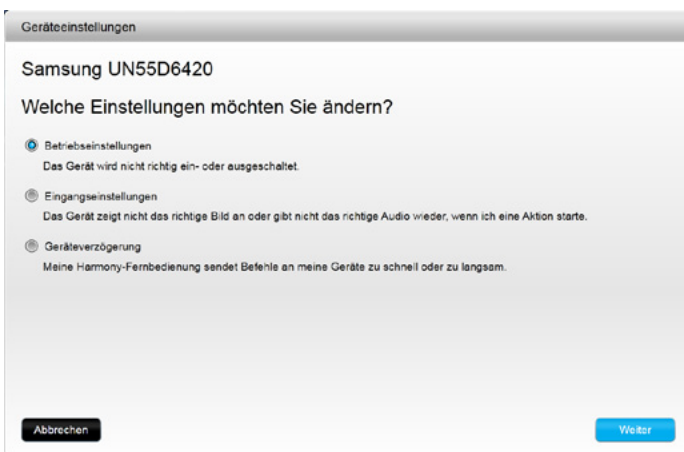 Geräteeinstellungen
Samsung UN55D6420
Welche Einstellungen möchten Sie ändern?
Betriebseinstellungen
Das Gerät wird nicht richtig ein- oder ausgeschaltet.
Eingangseinstellungen
Das Gerät zeigt nicht das richtige Bild an oder gibt nicht das richtige Audio wieder, wenn ich eine Aktion starte.
Geräteverzögerung
Meine Harmony-Fernbedienung sendet Befehle an meine Geräte zu schnell oder zu langsam.
Abbrechen
Weiter